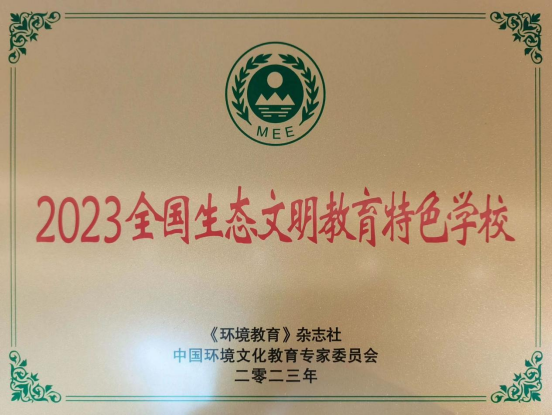 MEE
2023全国生态文明教育特色学校
《环境教育》杂志社
中国环境文化教育专家委员会
二零二三年